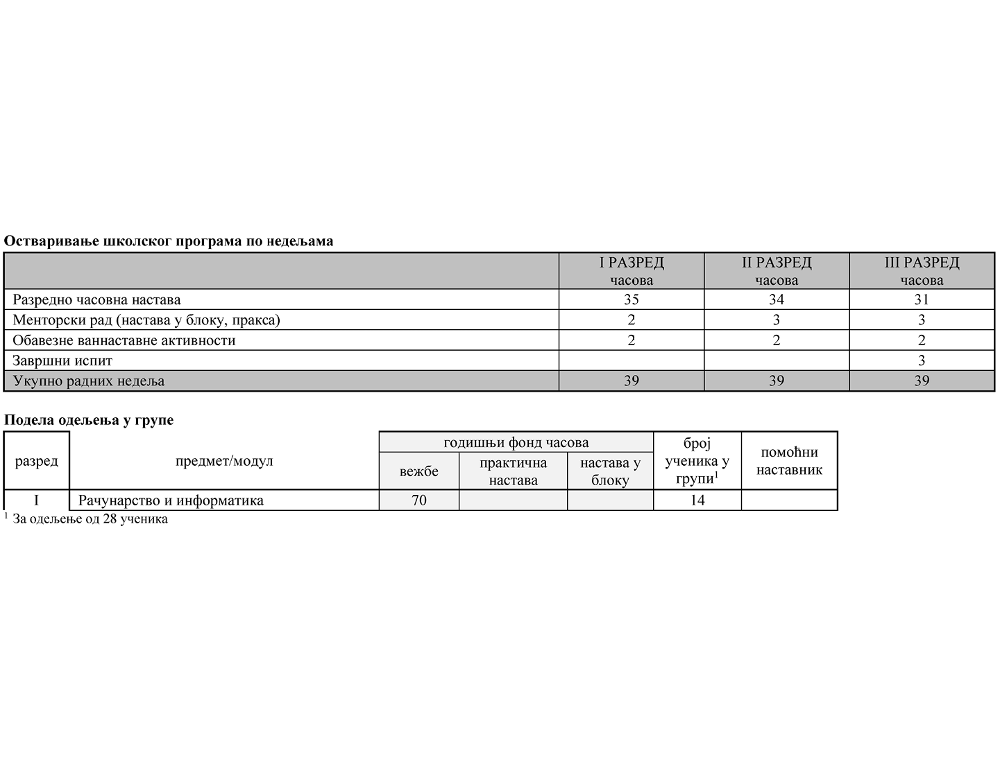 Остваривање школског програма по недељама
I РАЗРЕД часова II РАЗРЕД часова III РАЗРЕД часова
Разредно часовна настава 35 34 31
Менторски рад (настава у блоку, пракса) 2 3 3
Обавезне ваннаставне активности 2 2 2
Завршни испит 3
Укупно радних недеља 39 39 39
Подела одељења у групе
разред предмет/модул годишњи фонд часова број ученика у групи¹ помоћни наставник
вежбе практична настава настава у блоку
I Рачунарство и информатика 70 14
¹ За одељење од 28 ученика